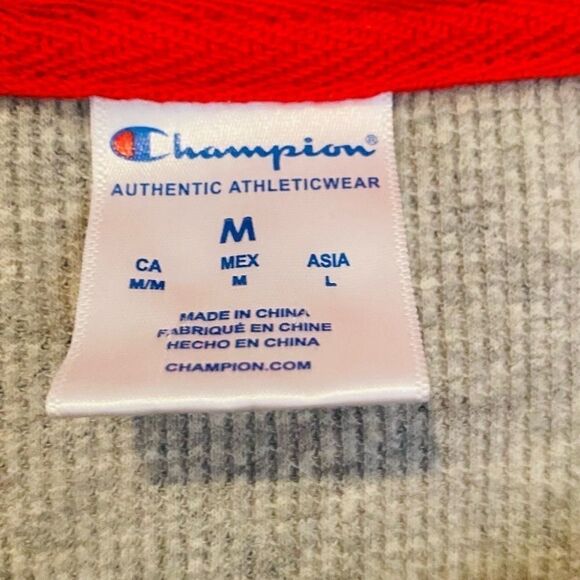 Champion®
AUTHENTIC ATHLETICWEAR
M
CA MEX ASIA
M/M M L
MADE IN CHINA
FABRIQUÉ EN CHINE
HECHO EN CHINA
CHAMPION.COM